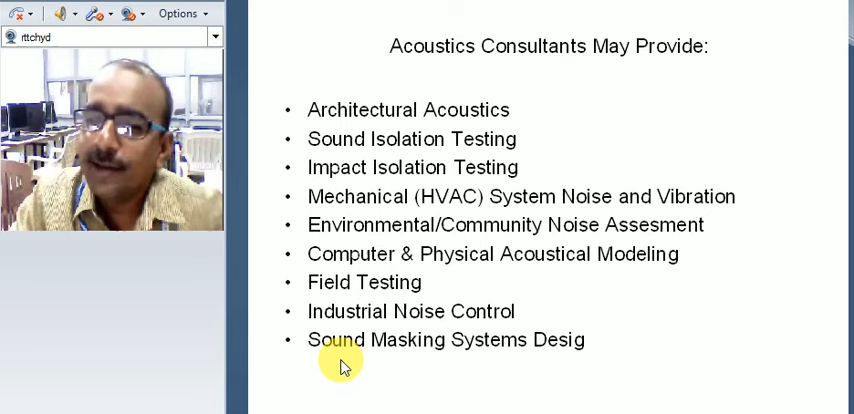 Options
rttchyd
Acoustics Consultants May Provide:
• Architectural Acoustics
• Sound Isolation Testing
• Impact Isolation Testing
• Mechanical (HVAC) System Noise and Vibration
• Environmental/Community Noise Assesment
• Computer & Physical Acoustical Modeling
• Field Testing
• Industrial Noise Control
• Sound Masking Systems Desig